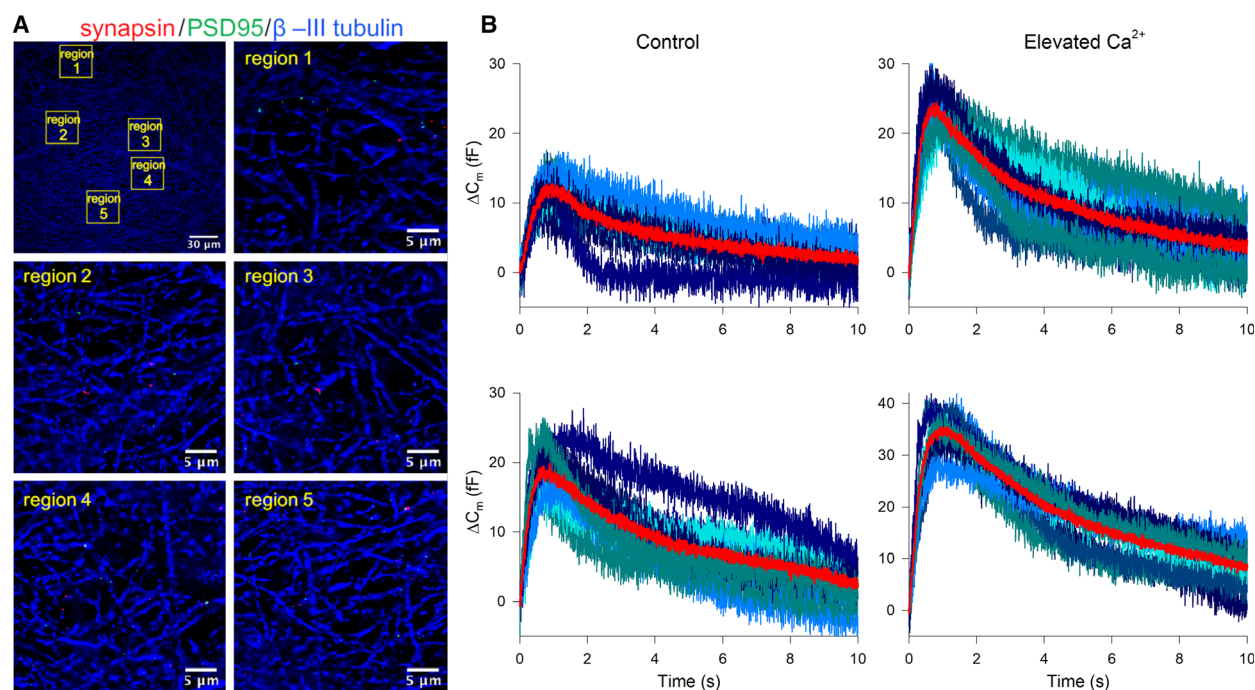 A
synapsin/PSD95/β –III tubulin
region
1
region
2
region
3
region
4
region
5
30 μm
region 1
5 μm
region 2
5 μm
region 3
5 μm
region 4
5 μm
region 5
5 μm
B
Control
Elevated Ca²⁺
ΔCm (fF)
30
20
10
0
0 2 4 6 8 10
ΔCm (fF)
30
20
10
0
0 2 4 6 8 10
ΔCm (fF)
30
20
10
0
0 2 4 6 8 10
Time (s)
ΔCm (fF)
40
30
20
10
0
0 2 4 6 8 10
Time (s)